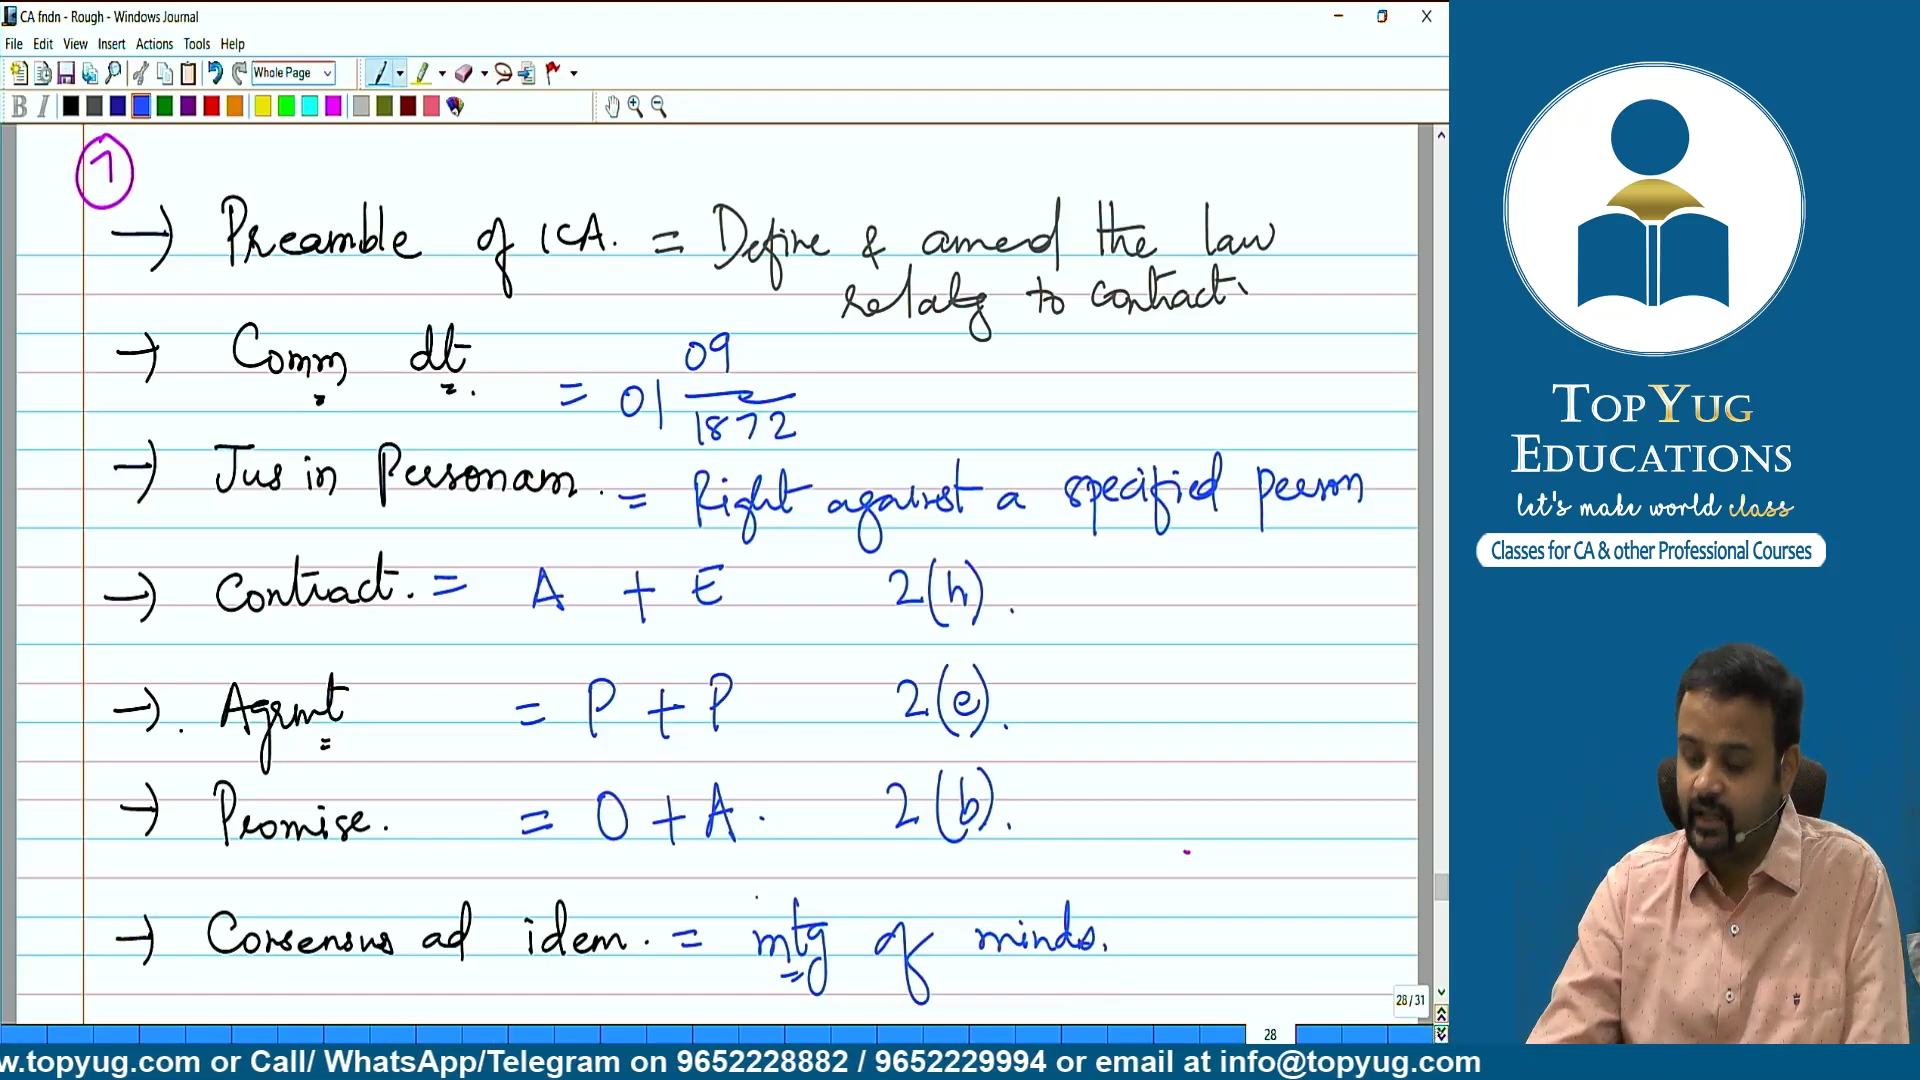 CA fndn - Rough - Windows Journal
File Edit View Insert Actions Tools Help
Whole Page
B I
1
→ Preamble of ICA. = Define & amend the law
relatg to contract.
→ Comm dt = 01/09/1872
→ Jus in Personam. = Right against a specified person
→ Contract. = A + E 2(h).
→ Agrmt = P + P 2(e).
→ Promise. = O + A. 2(b).
→ Consensus ad idem. = mtg of minds.
28/31
28
TOPYUG
EDUCATIONS
let's make world class
Classes for CA & other Professional Courses
w.topyug.com or Call/ WhatsApp/Telegram on 9652228882 / 9652229994 or email at info@topyug.com